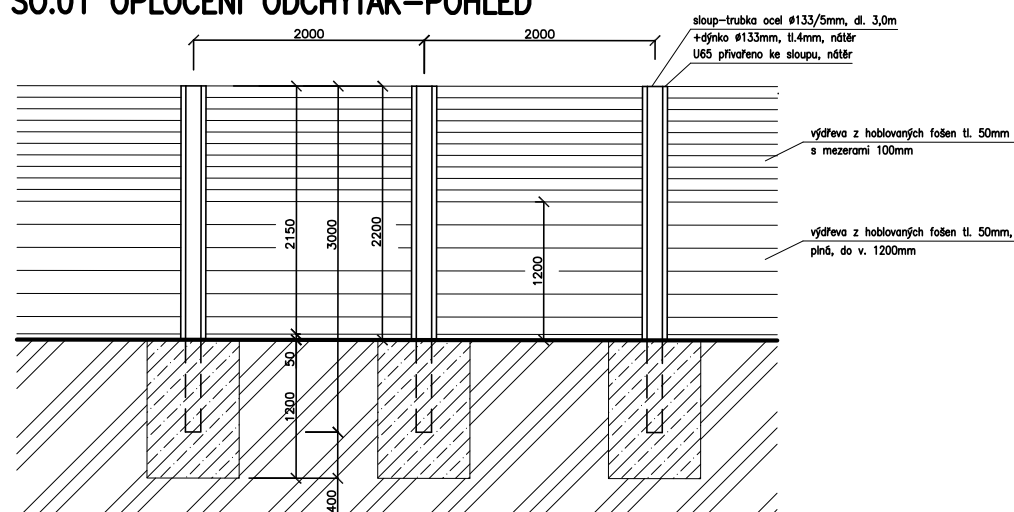 SO.01 OPLOCENÍ ODCHYTÁK-POHLED
sloup-trubka ocel ø133/5mm, dl. 3,0m
+dýnko ø133mm, tl.4mm, nátěr
U65 přivařeno ke sloupu, nátěr
2000
2000
výdřeva z hoblovaných fošen tl. 50mm
s mezerami 100mm
výdřeva z hoblovaných fošen tl. 50mm,
plná, do v. 1200mm
2150
3000
2200
1200
50
1200
400